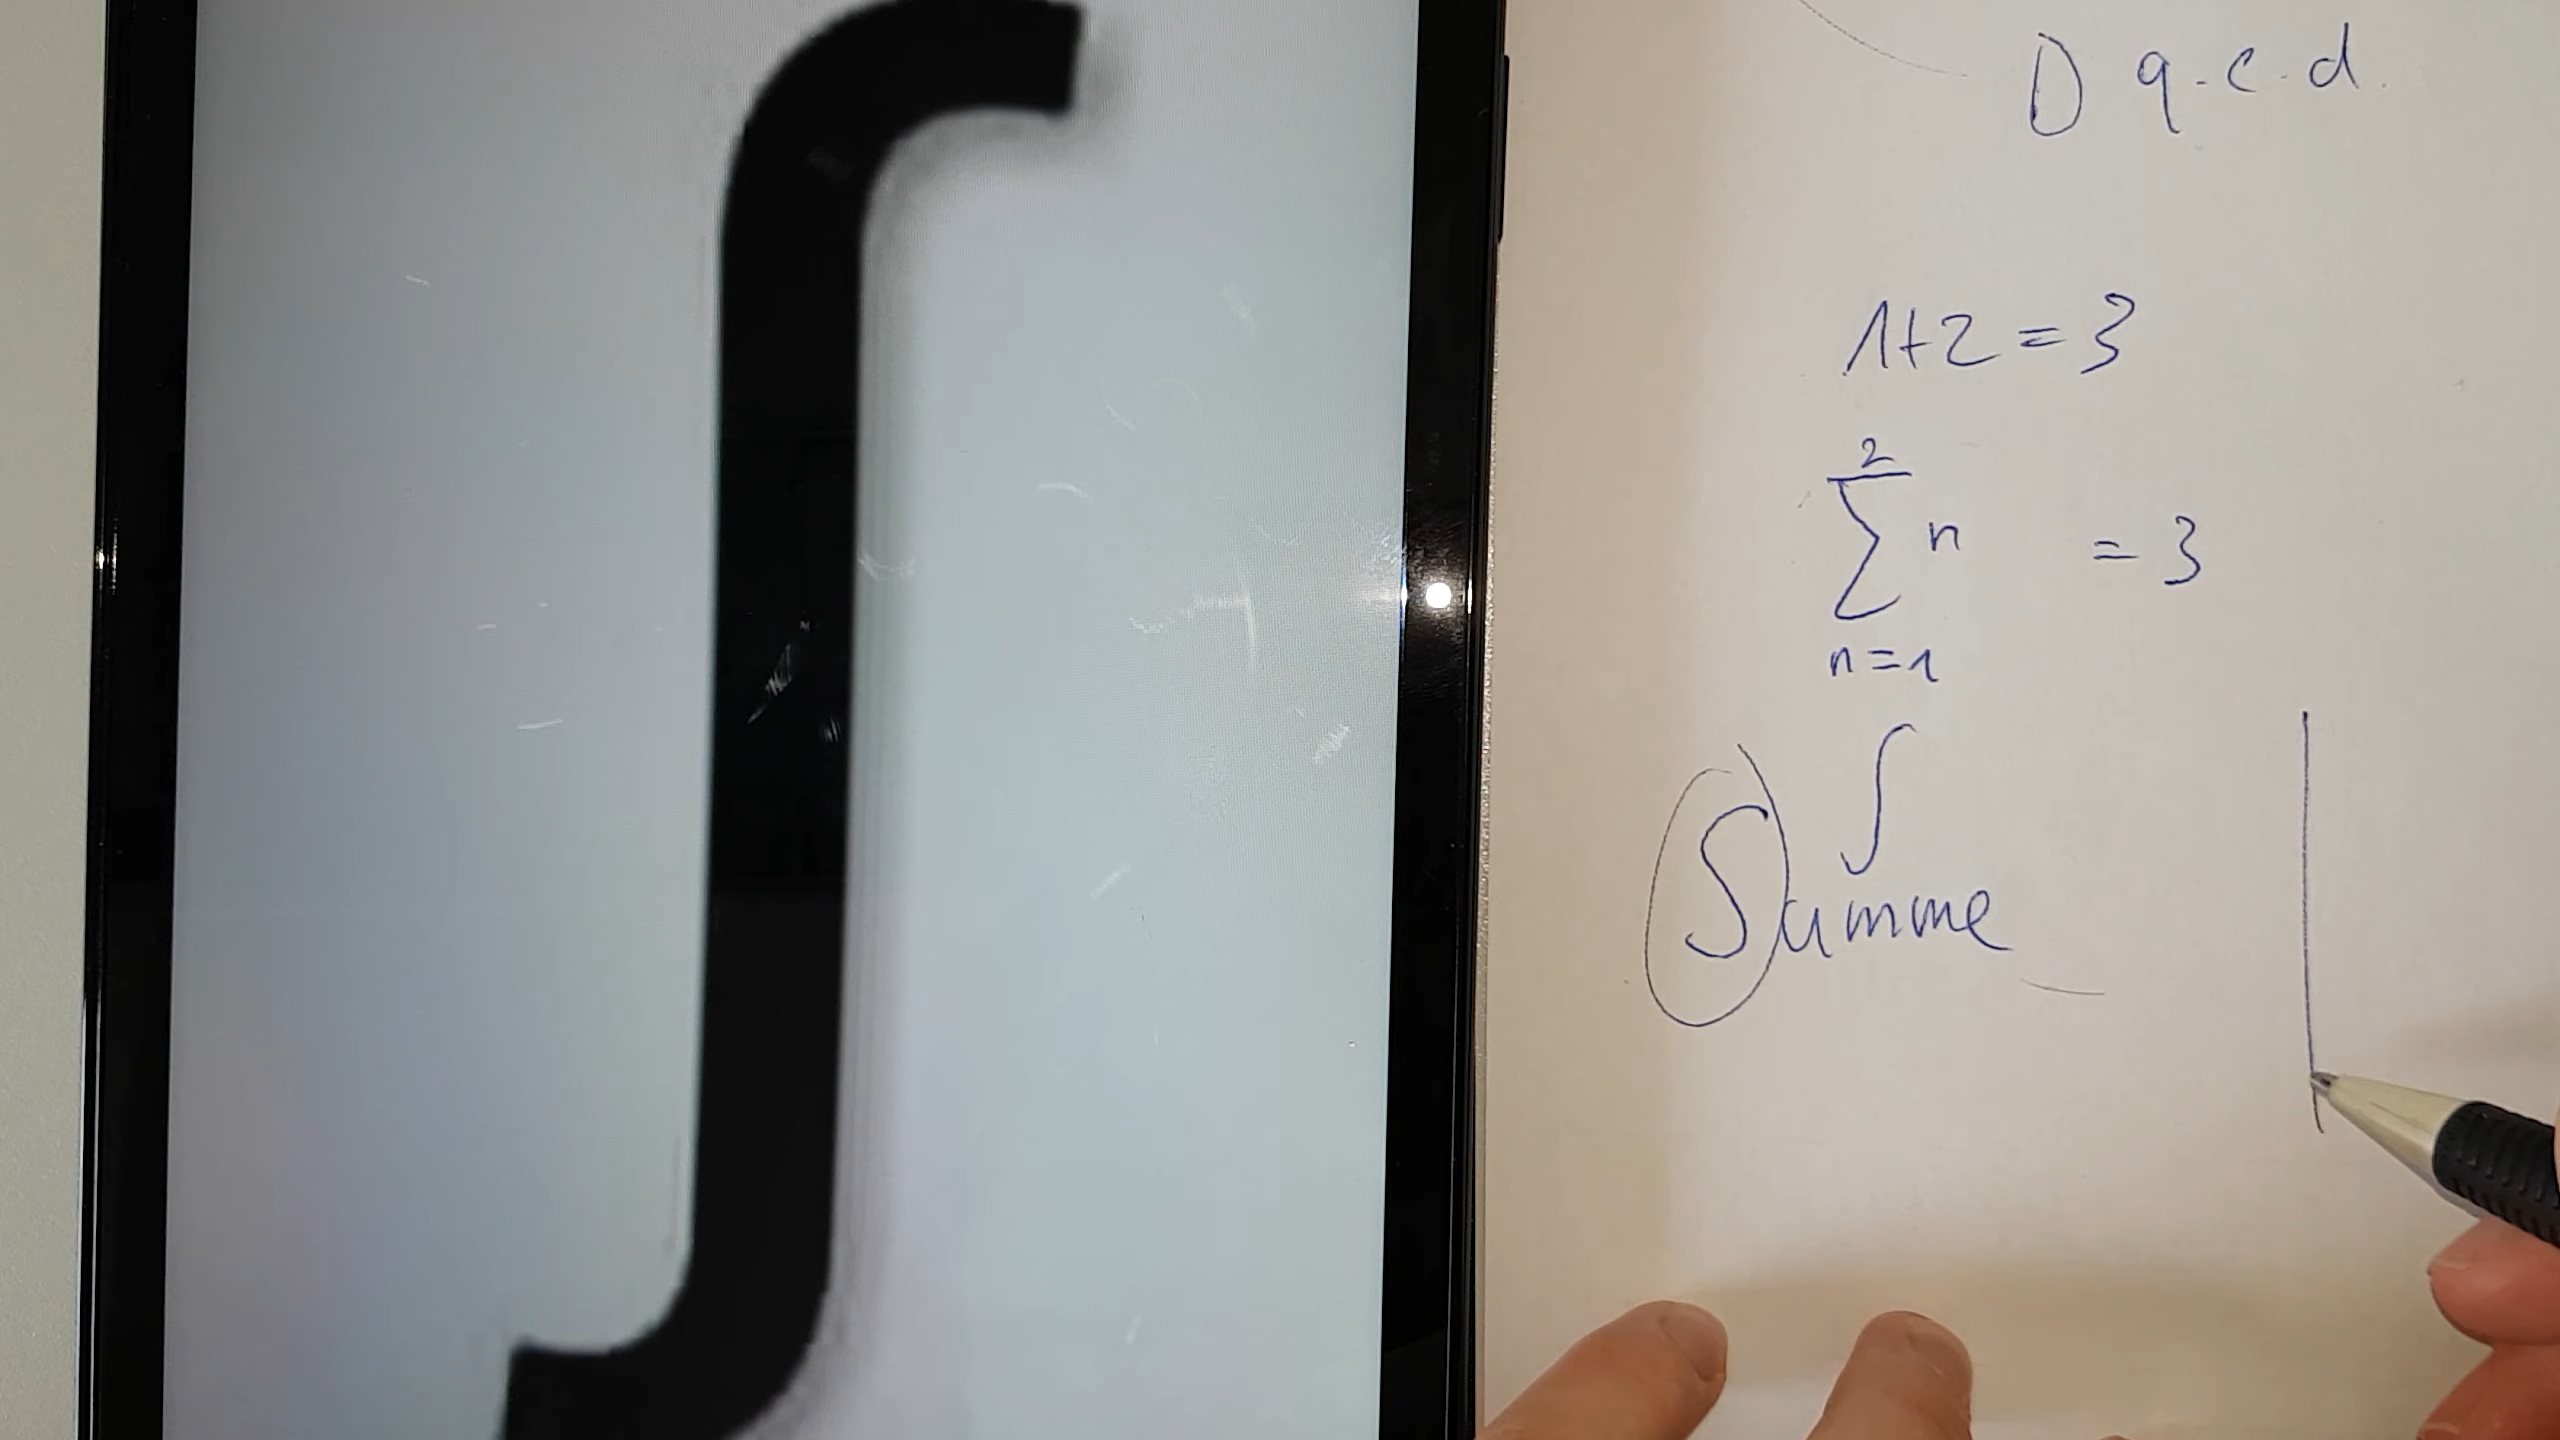 ∫
D q.e.d.
1+2=3
2
∑ n = 3
n=1
∫
Summe